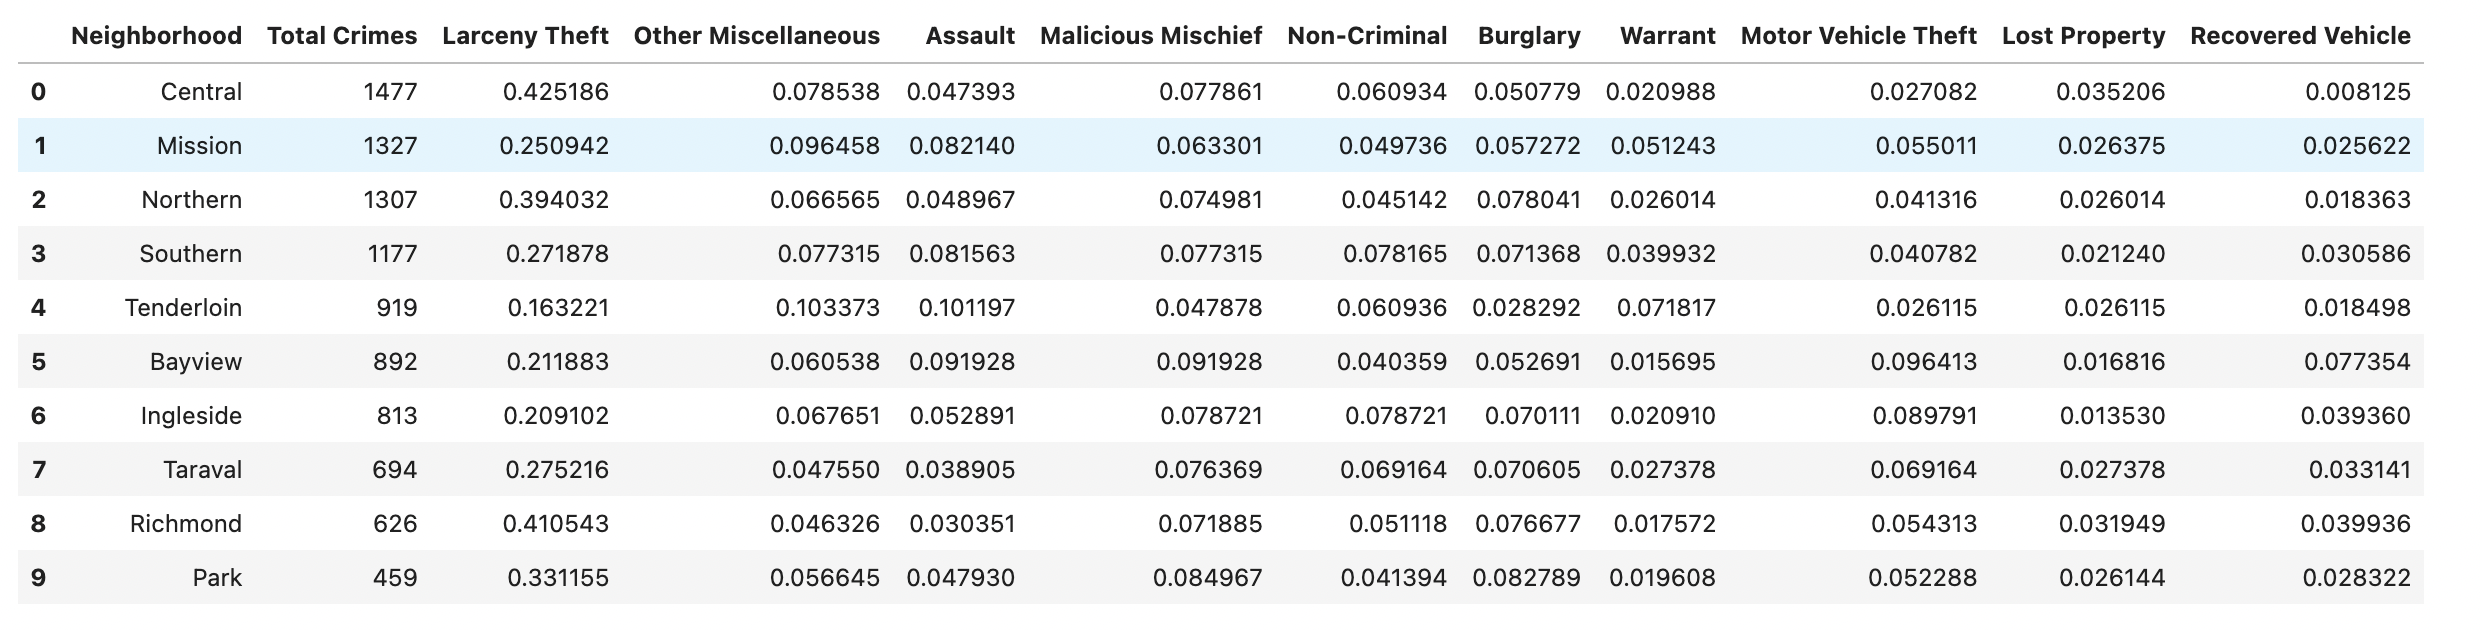 Neighborhood Total Crimes Larceny Theft Other Miscellaneous Assault Malicious Mischief Non-Criminal Burglary Warrant Motor Vehicle Theft Lost Property Recovered Vehicle
0 Central 1477 0.425186 0.078538 0.047393 0.077861 0.060934 0.050779 0.020988 0.027082 0.035206 0.008125
1 Mission 1327 0.250942 0.096458 0.082140 0.063301 0.049736 0.057272 0.051243 0.055011 0.026375 0.025622
2 Northern 1307 0.394032 0.066565 0.048967 0.074981 0.045142 0.078041 0.026014 0.041316 0.026014 0.018363
3 Southern 1177 0.271878 0.077315 0.081563 0.077315 0.078165 0.071368 0.039932 0.040782 0.021240 0.030586
4 Tenderloin 919 0.163221 0.103373 0.101197 0.047878 0.060936 0.028292 0.071817 0.026115 0.026115 0.018498
5 Bayview 892 0.211883 0.060538 0.091928 0.091928 0.040359 0.052691 0.015695 0.096413 0.016816 0.077354
6 Ingleside 813 0.209102 0.067651 0.052891 0.078721 0.078721 0.070111 0.020910 0.089791 0.013530 0.039360
7 Taraval 694 0.275216 0.047550 0.038905 0.076369 0.069164 0.070605 0.027378 0.069164 0.027378 0.033141
8 Richmond 626 0.410543 0.046326 0.030351 0.071885 0.051118 0.076677 0.017572 0.054313 0.031949 0.039936
9 Park 459 0.331155 0.056645 0.047930 0.084967 0.041394 0.082789 0.019608 0.052288 0.026144 0.028322